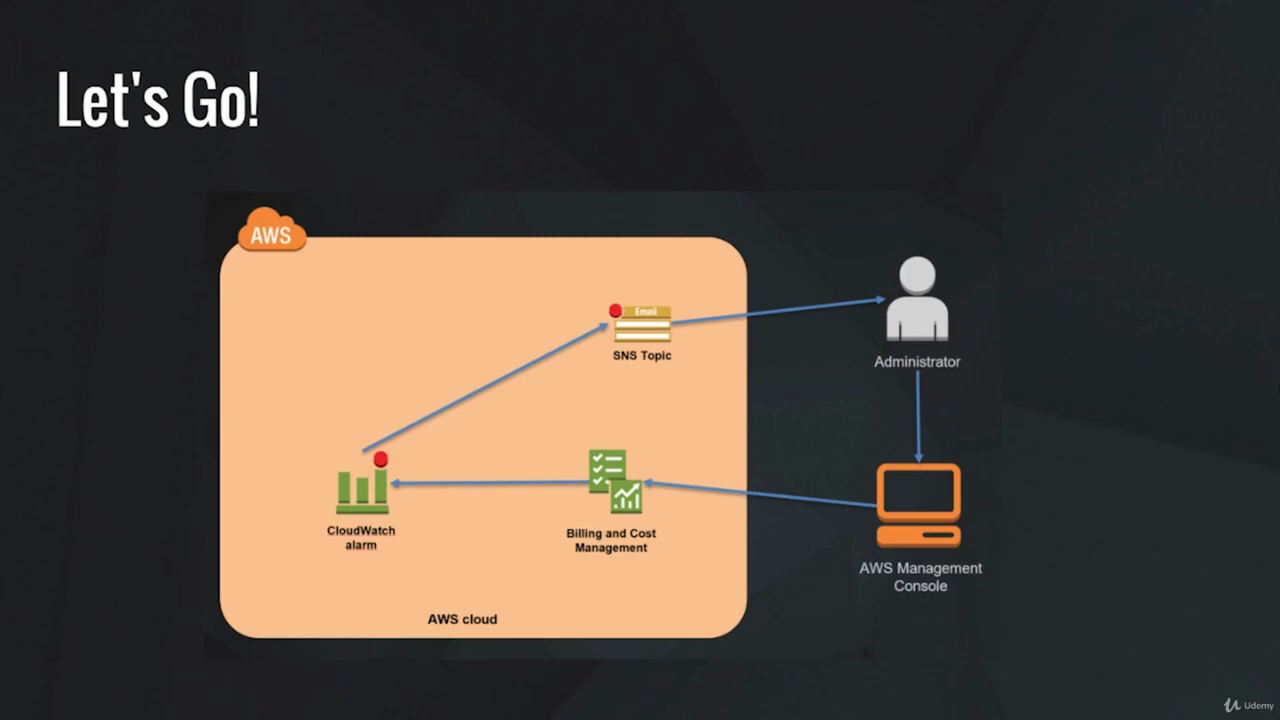 Let's Go!
AWS
Email
SNS Topic
Administrator
CloudWatch
alarm
Billing and Cost
Management
AWS Management
Console
AWS cloud
Udemy